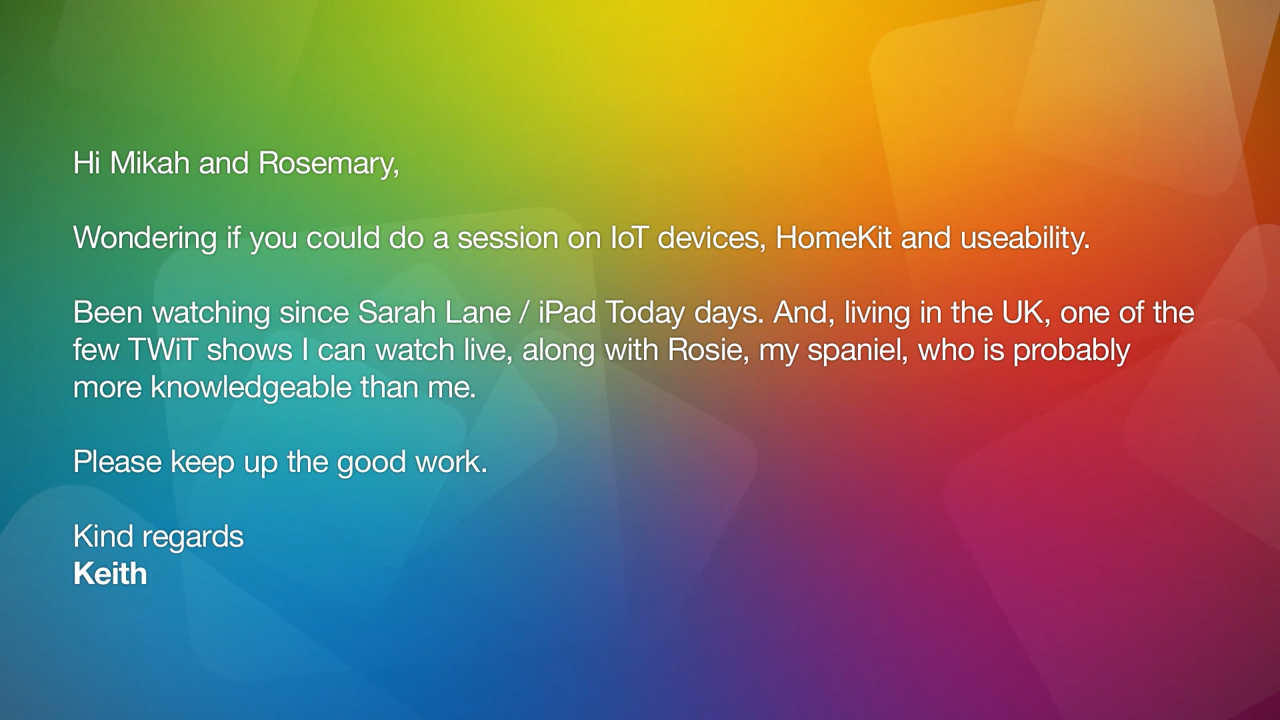 Hi Mikah and Rosemary,
Wondering if you could do a session on IoT devices, HomeKit and useability.
Been watching since Sarah Lane / iPad Today days. And, living in the UK, one of the
few TWiT shows I can watch live, along with Rosie, my spaniel, who is probably
more knowledgeable than me.
Please keep up the good work.
Kind regards
Keith